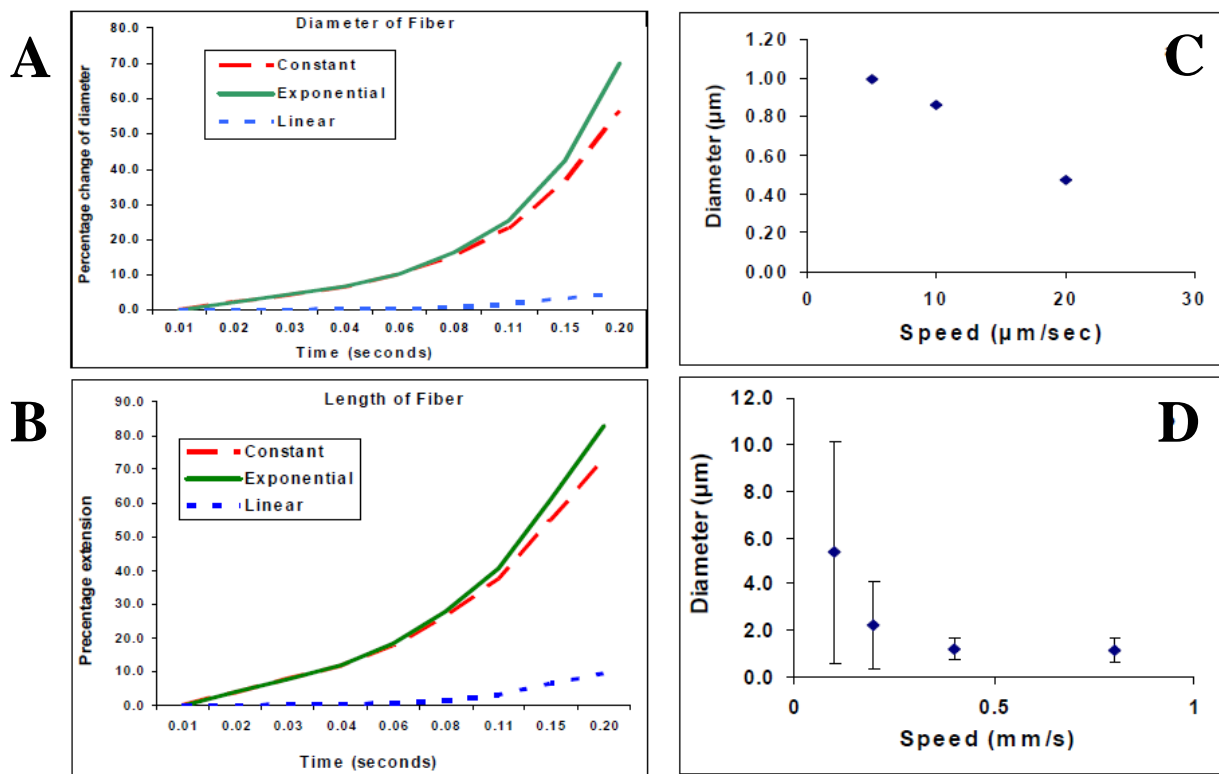 A
Diameter of Fiber
Percentage change of diameter
80.0
70.0
60.0
50.0
40.0
30.0
20.0
10.0
0.0
Constant
Exponential
Linear
0.01 0.02 0.03 0.04 0.06 0.08 0.11 0.15 0.20
Time (seconds)
B
Length of Fiber
Precentage extension
90.0
80.0
70.0
60.0
50.0
40.0
30.0
20.0
10.0
0.0
Constant
Exponential
Linear
0.01 0.02 0.03 0.04 0.06 0.08 0.11 0.15 0.20
Time (seconds)
C
Diameter (μm)
1.20
1.00
0.80
0.60
0.40
0.20
0.00
0 10 20 30
Speed (μm/sec)
D
Diameter (μm)
12.0
10.0
8.0
6.0
4.0
2.0
0.0
0 0.5 1
Speed (mm/s)